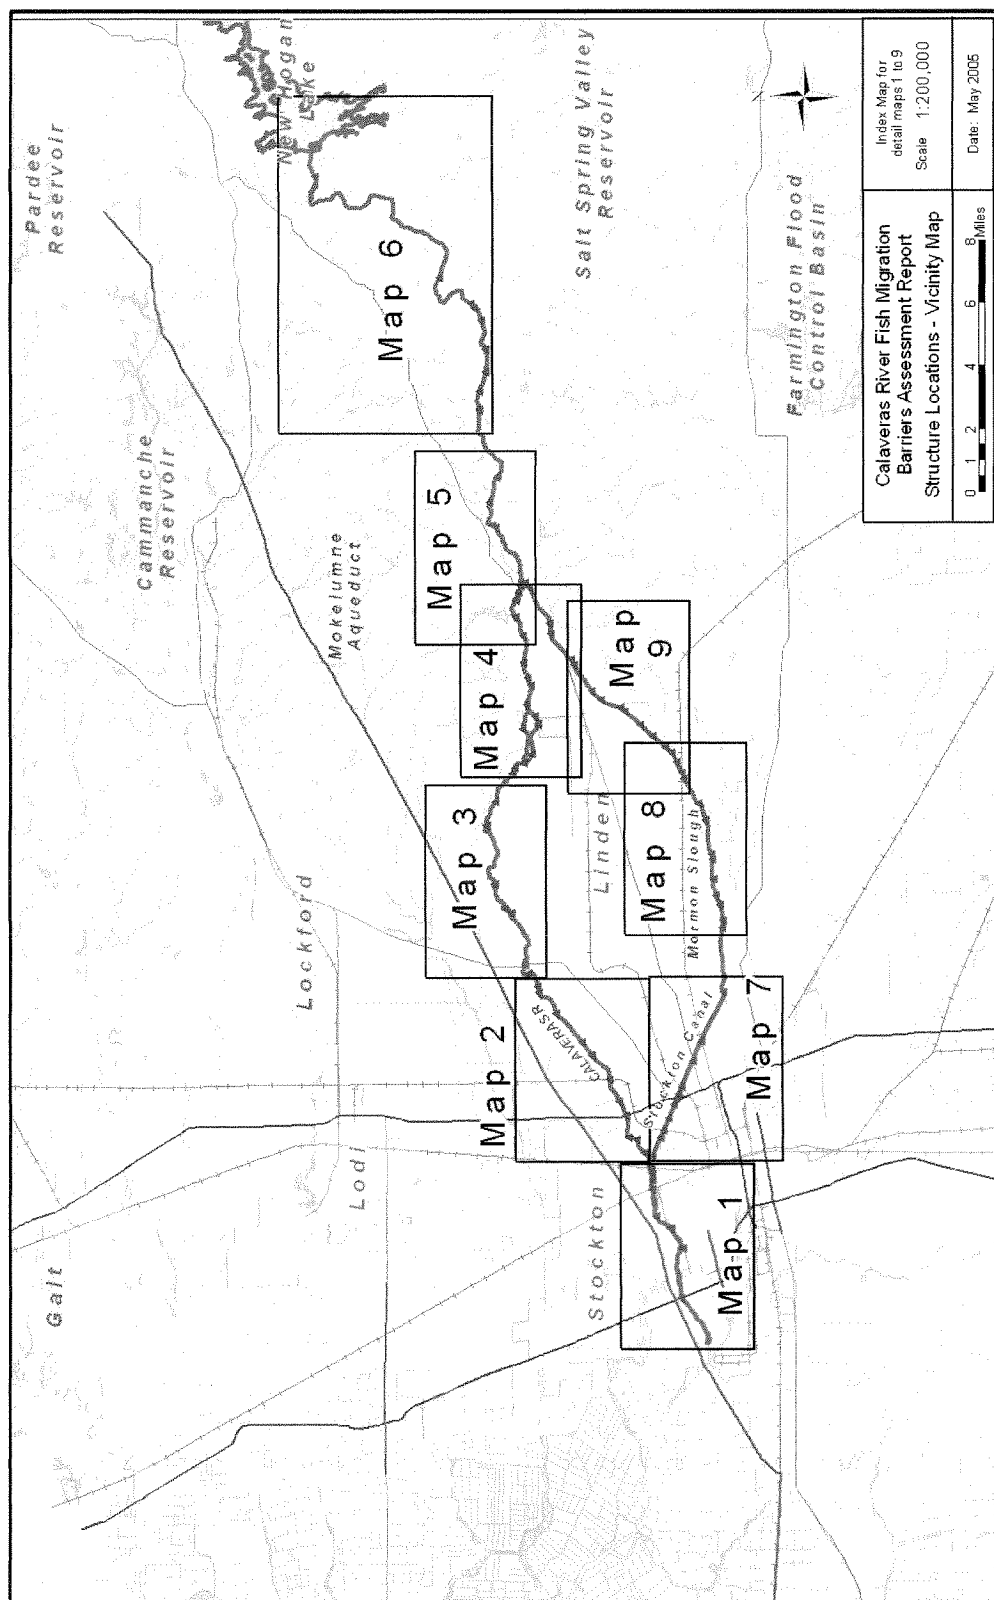 Pardee
Reservoir
New Hogan
Lake
Salt Spring Valley
Reservoir
Cammanche
Reservoir
Mokelumne
Aqueduct
Farmington Flood
Control Basin
Map 6
Map 5
Map 4
Map 9
Map 3
Map 8
Linden
Mormon Slough
Lockford
Map 2
CALAVERAS R
Stockton Canal
Map 7
Galt
Lodi
Stockton
Map 1
N
Calaveras River Fish Migration
Barriers Assessment Report
Structure Locations - Vicinity Map
Index Map for
detail maps 1 to 9
Scale 1:200,000
0 1 2 4 6 8
Miles
Date: May 2005